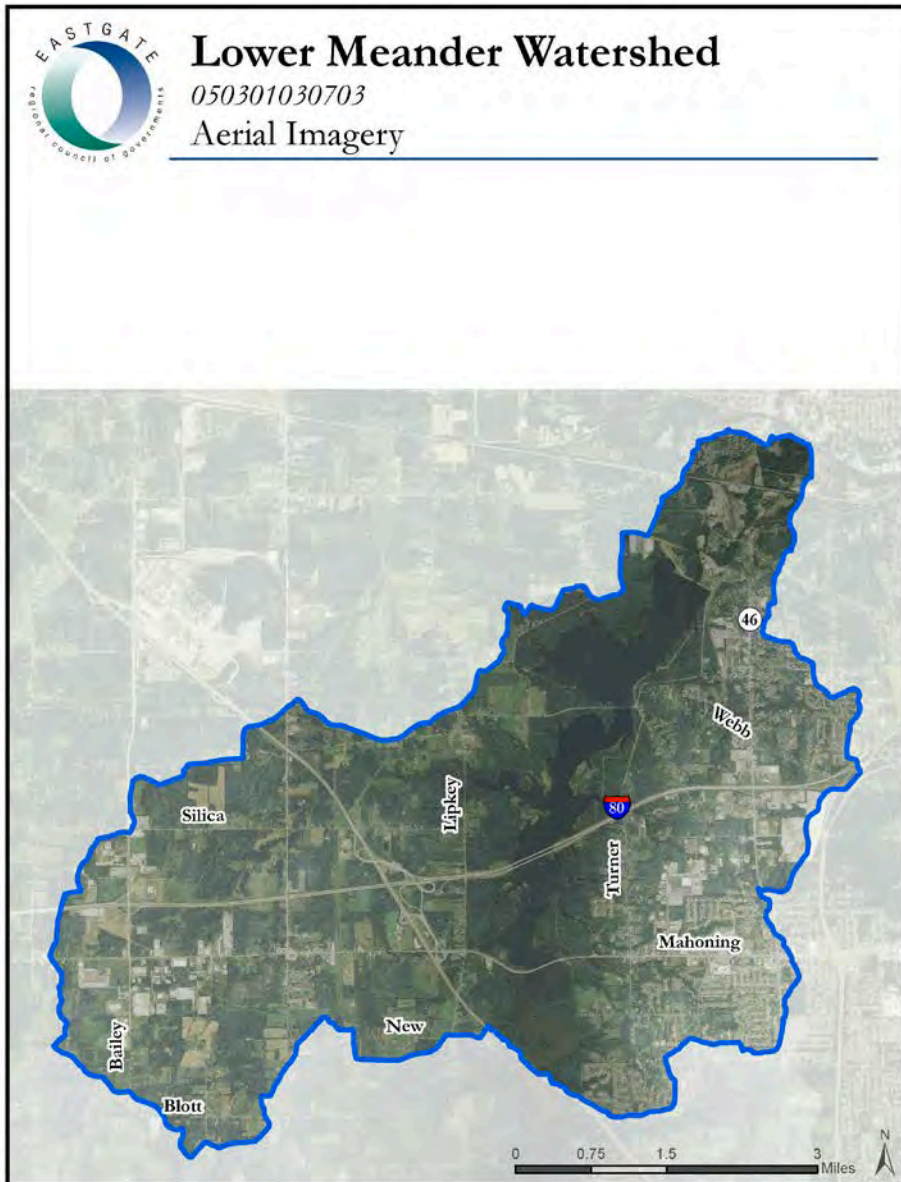 EASTGATE
regional council of governments
Lower Meander Watershed
050301030703
Aerial Imagery
46
Webb
Lipkey
80
Silica
Turner
Mahoning
New
Bailey
Blott
0 0.75 1.5 3
Miles
N